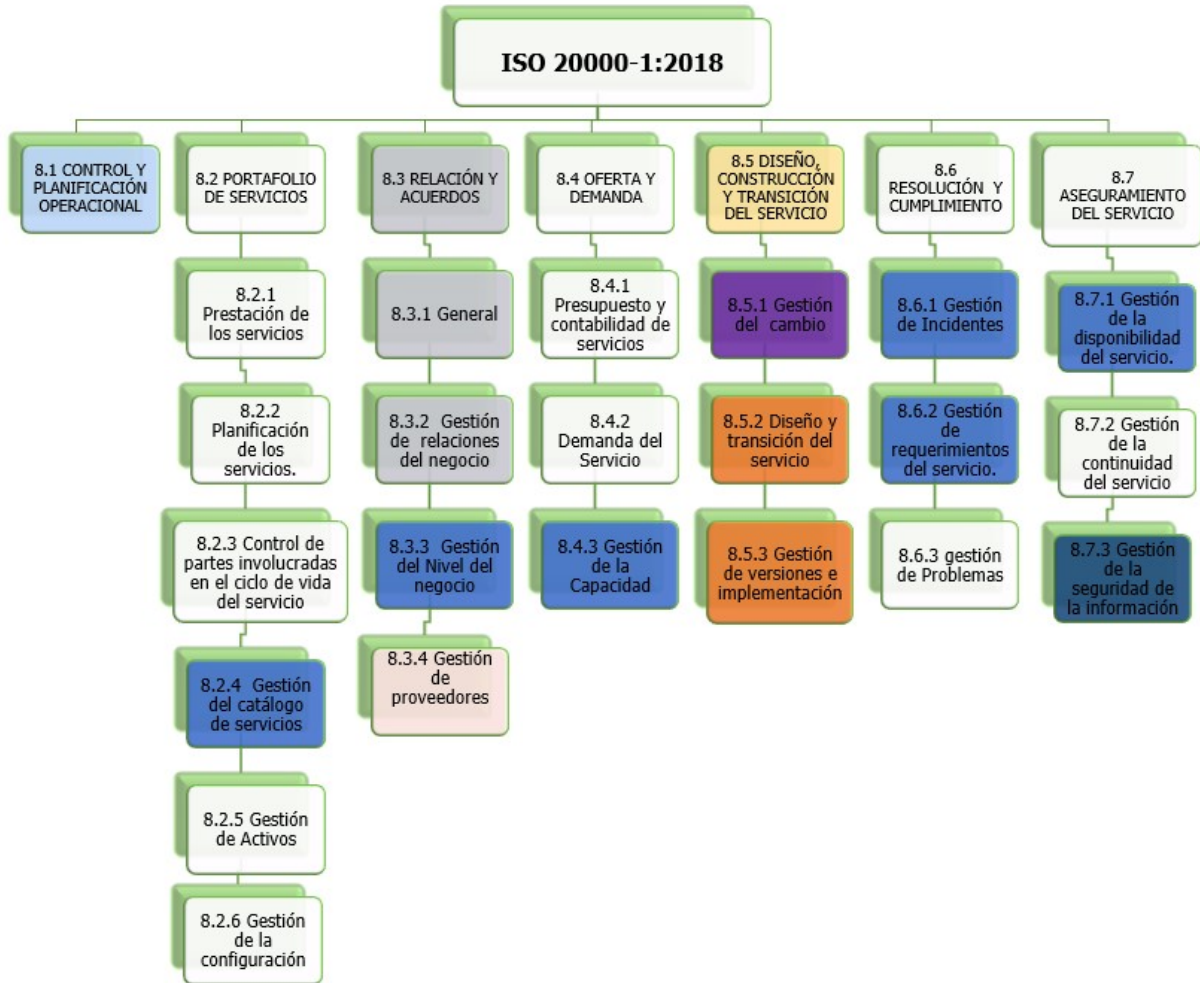 ISO 20000-1:2018
8.1 CONTROL Y
PLANIFICACIÓN
OPERACIONAL
8.2 PORTAFOLIO
DE SERVICIOS
8.2.1
Prestación de
los servicios
8.2.2
Planificación
de los
servicios.
8.2.3 Control de
partes involucradas
en el ciclo de vida
del servicio
8.2.4 Gestión
del catálogo
de servicios
8.2.5 Gestión
de Activos
8.2.6 Gestión
de la
configuración
8.3 RELACIÓN Y
ACUERDOS
8.3.1 General
8.3.2 Gestión
de relaciones
del negocio
8.3.3 Gestión
del Nivel del
negocio
8.3.4 Gestión
de
proveedores
8.4 OFERTA Y
DEMANDA
8.4.1
Presupuesto y
contabilidad de
servicios
8.4.2
Demanda del
Servicio
8.4.3 Gestión
de la
Capacidad
8.5 DISEÑO,
CONSTRUCCIÓN
Y TRANSICIÓN
DEL SERVICIO
8.5.1 Gestión
del cambio
8.5.2 Diseño y
transición del
servicio
8.5.3 Gestión
de versiones e
implementación
8.6
RESOLUCIÓN Y
CUMPLIMIENTO
8.6.1 Gestión
de Incidentes
8.6.2 Gestión
de
requerimientos
del servicio.
8.6.3 gestión
de Problemas
8.7
ASEGURAMIENTO
DEL SERVICIO
8.7.1 Gestión
de la
disponibilidad
del servicio.
8.7.2 Gestión
de la
continuidad
del servicio
8.7.3 Gestión
de la
seguridad de
la información